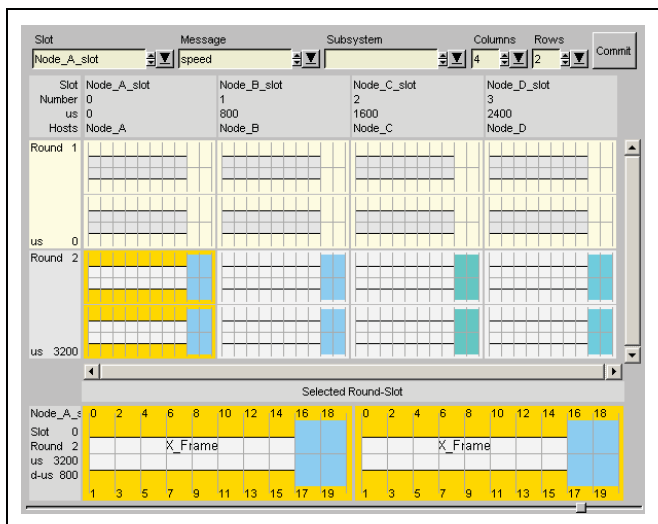 Slot Message Subsystem Columns Rows
Node_A_slot speed 4 2 Commit
Slot Node_A_slot Node_B_slot Node_C_slot Node_D_slot
Number 0 1 2 3
us 0 800 1600 2400
Hosts Node_A Node_B Node_C Node_D
Round 1
us 0
Round 2
us 3200
Selected Round-Slot
Node_A_s 0 2 4 6 8 10 12 14 16 18 0 2 4 6 8 10 12 14 16 18
Slot 0
Round 2 X_Frame X_Frame
us 3200
d-us 800
1 3 5 7 9 11 13 15 17 19 1 3 5 7 9 11 13 15 17 19